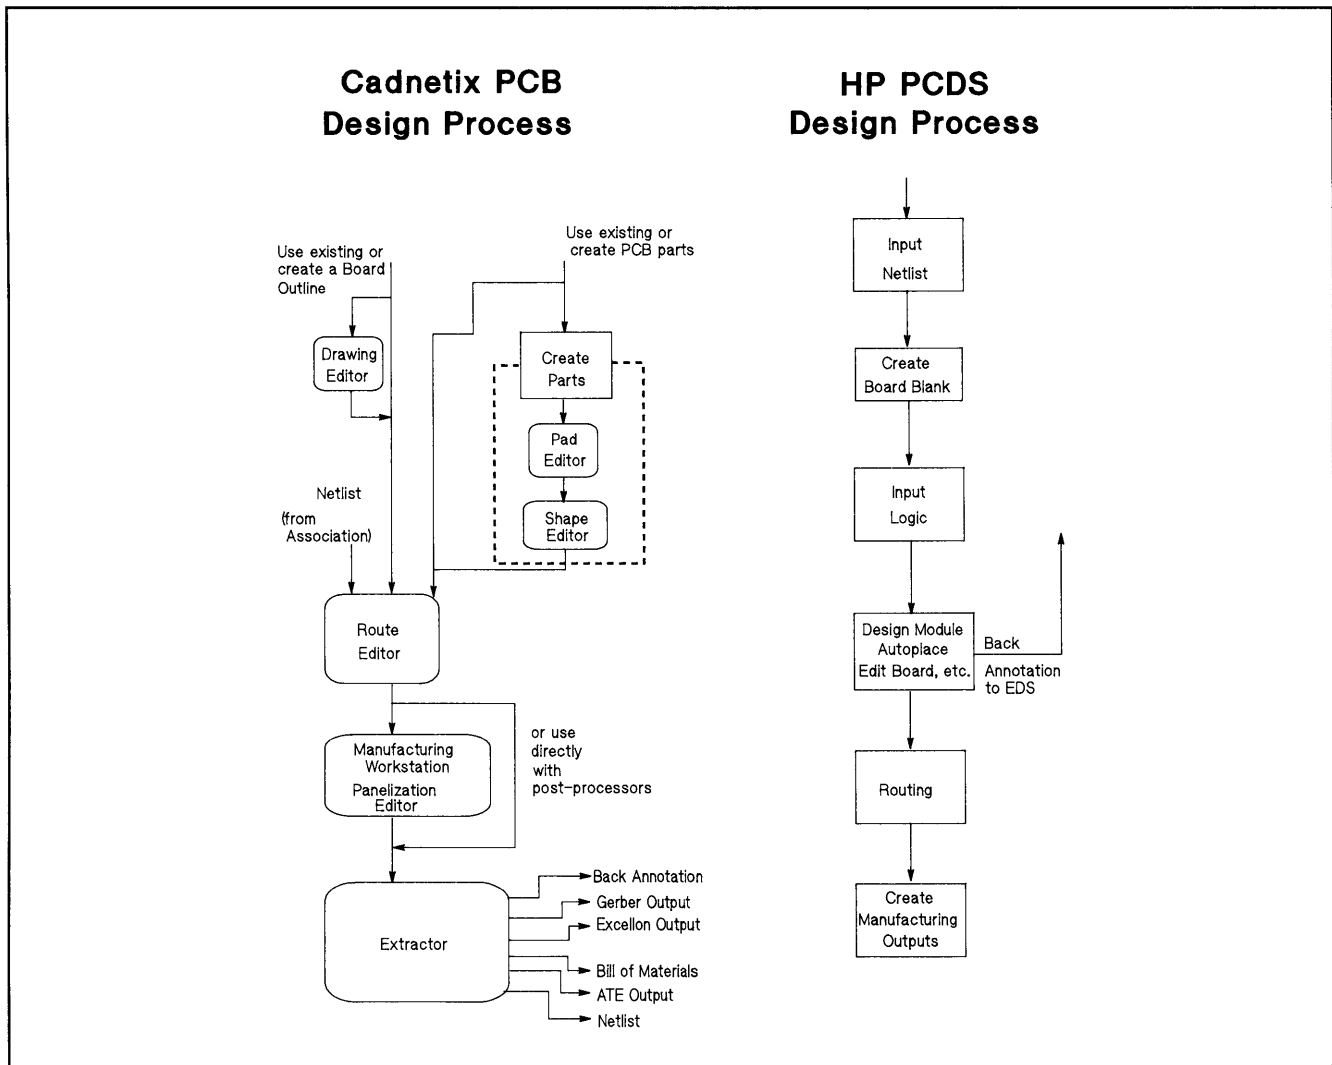 Cadnetix PCB
Design Process
HP PCDS
Design Process
Use existing or
create a Board
Outline
Use existing or
create PCB parts
Drawing
Editor
Create
Parts
Pad
Editor
Shape
Editor
Netlist
(from
Association)
Route
Editor
Manufacturing
Workstation
Panelization
Editor
or use
directly
with
post-processors
Extractor
Back Annotation
Gerber Output
Excellon Output
Bill of Materials
ATE Output
Netlist
Input
Netlist
Create
Board Blank
Input
Logic
Design Module
Autoplace
Edit Board, etc.
Back
Annotation
to EDS
Routing
Create
Manufacturing
Outputs